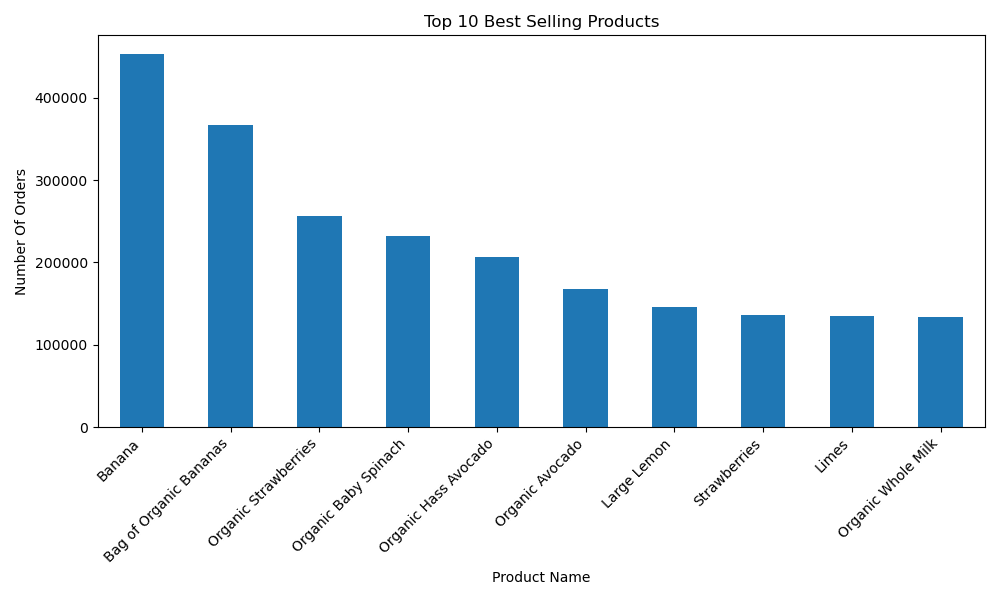 Top 10 Best Selling Products
Number Of Orders
400000
300000
200000
100000
0
Banana
Bag of Organic Bananas
Organic Strawberries
Organic Baby Spinach
Organic Hass Avocado
Organic Avocado
Large Lemon
Strawberries
Limes
Organic Whole Milk
Product Name